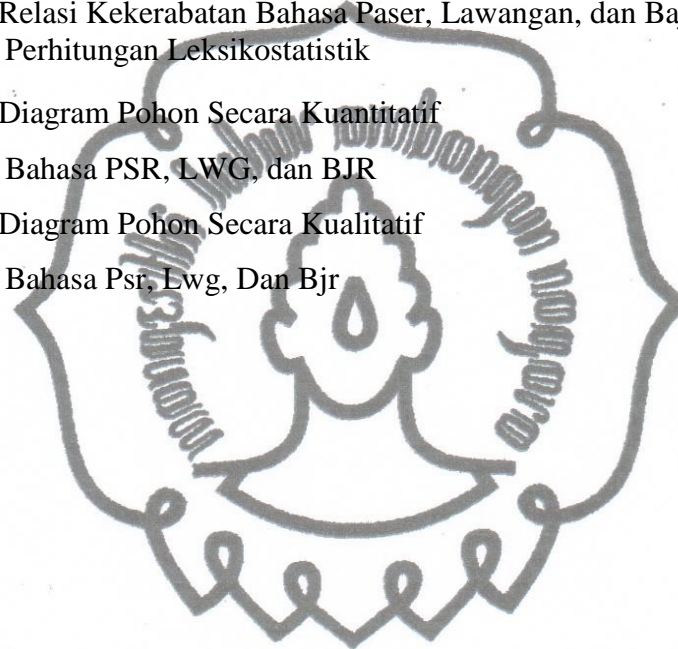 Relasi Kekerabatan Bahasa Paser, Lawangan, dan
Perhitungan Leksikostatistik
Diagram Pohon Secara Kuantitatif
Bahasa PSR, LWG, dan BJR
Diagram Pohon Secara Kualitatif
Bahasa Psr, Lwg, Dan Bjr